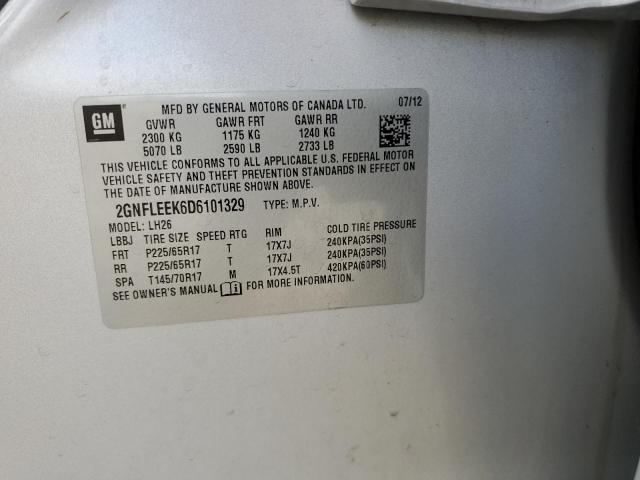 GM
MFD BY GENERAL MOTORS OF CANADA LTD. 07/12
GVWR GAWR FRT GAWR RR
2300 KG 1175 KG 1240 KG
5070 LB 2590 LB 2733 LB
THIS VEHICLE CONFORMS TO ALL APPLICABLE U.S. FEDERAL MOTOR
VEHICLE SAFETY AND THEFT PREVENTION STANDARDS IN EFFECT ON
THE DATE OF MANUFACTURE SHOWN ABOVE.
2GNFLEEK6D6101329 TYPE: M.P.V.
MODEL: LH26
LBBJ TIRE SIZE SPEED RTG RIM COLD TIRE PRESSURE
FRT P225/65R17 T 17X7J 240KPA(35PSI)
RR P225/65R17 T 17X7J 240KPA(35PSI)
SPA T145/70R17 M 17X4.5T 420KPA(60PSI)
SEE OWNER'S MANUAL i FOR MORE INFORMATION.